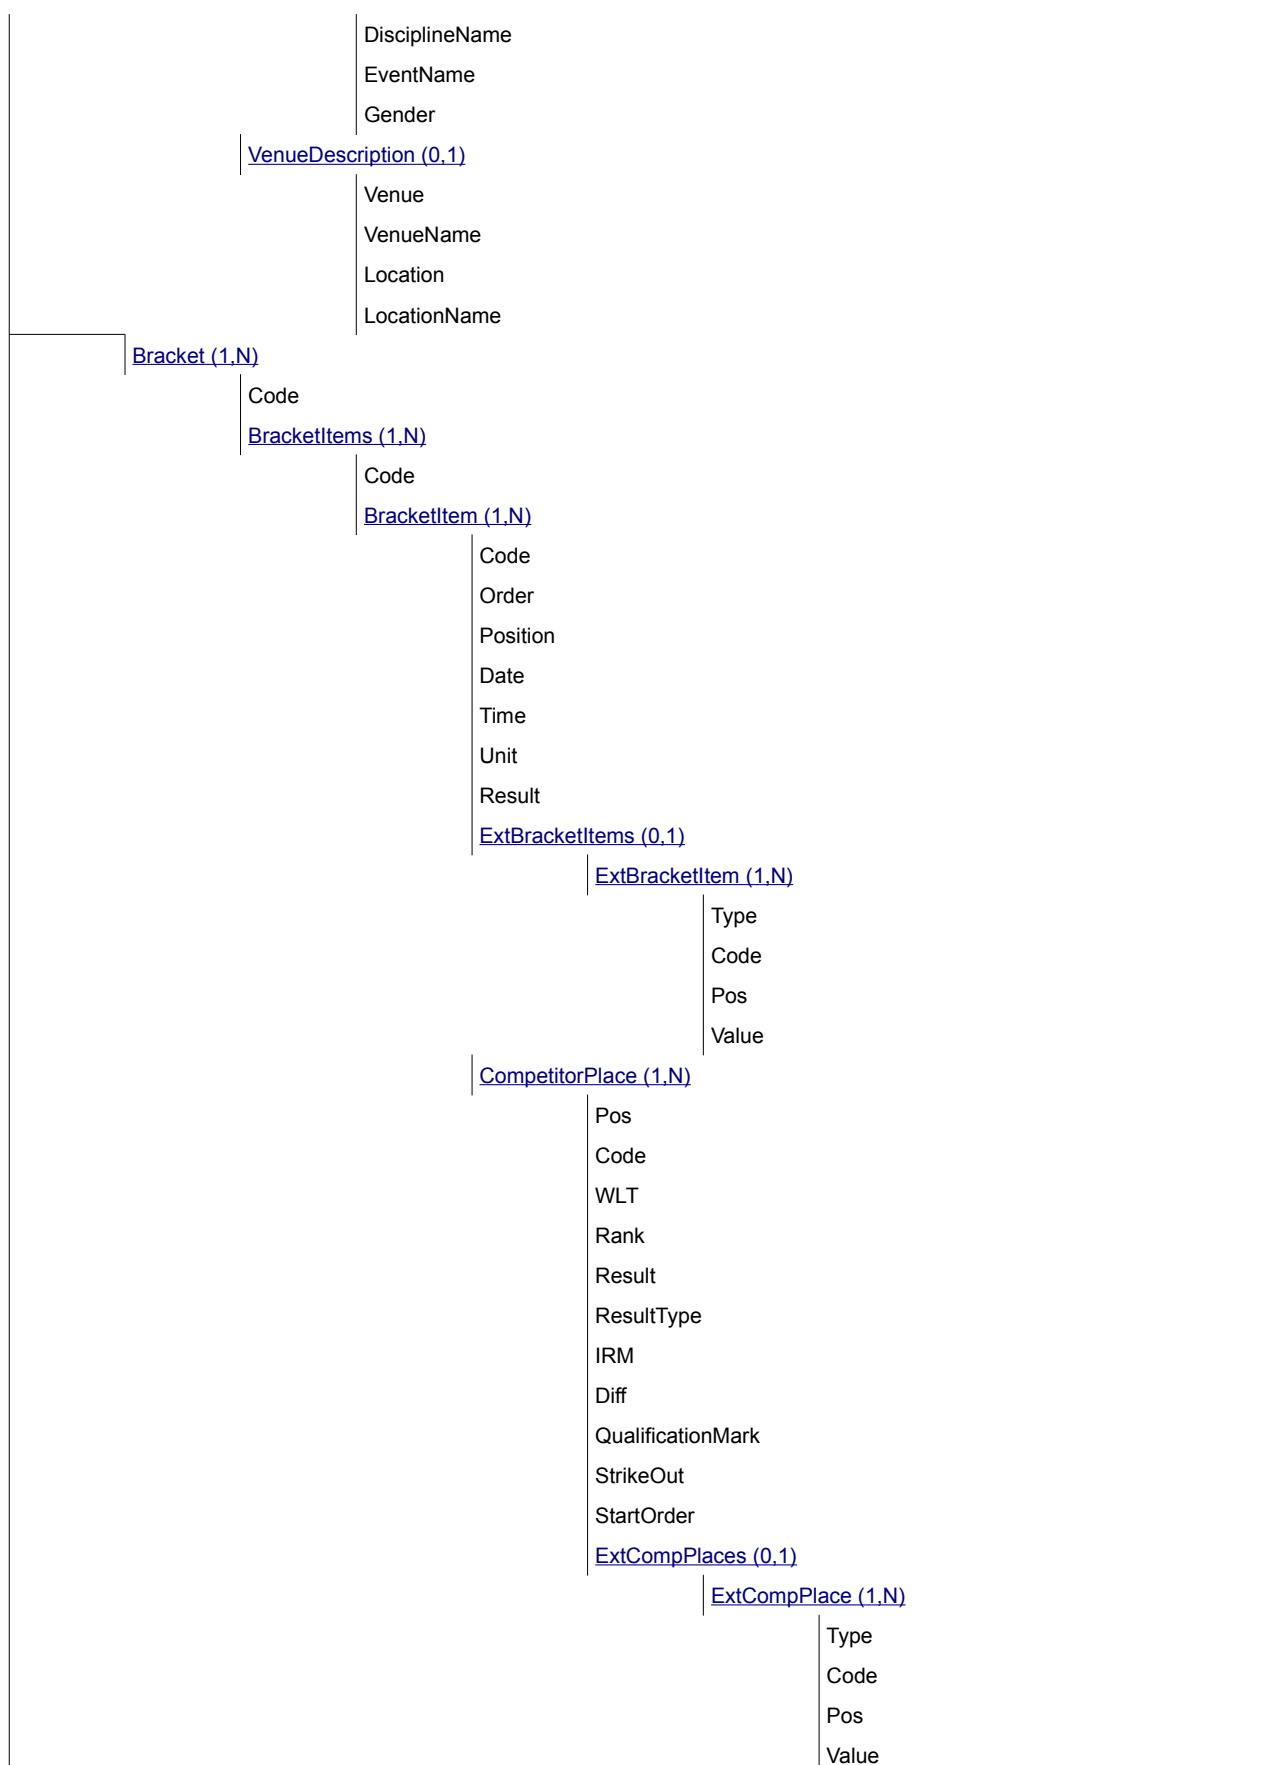 DisciplineName
EventName
Gender
VenueDescription (0,1)
Venue
VenueName
Location
LocationName
Bracket (1,N)
Code
BracketItems (1,N)
Code
BracketItem (1,N)
Code
Order
Position
Date
Time
Unit
Result
ExtBracketItems (0,1)
ExtBracketItem (1,N)
Type
Code
Pos
Value
CompetitorPlace (1,N)
Pos
Code
WLT
Rank
Result
ResultType
IRM
Diff
QualificationMark
StrikeOut
StartOrder
ExtCompPlaces (0,1)
ExtCompPlace (1,N)
Type
Code
Pos
Value